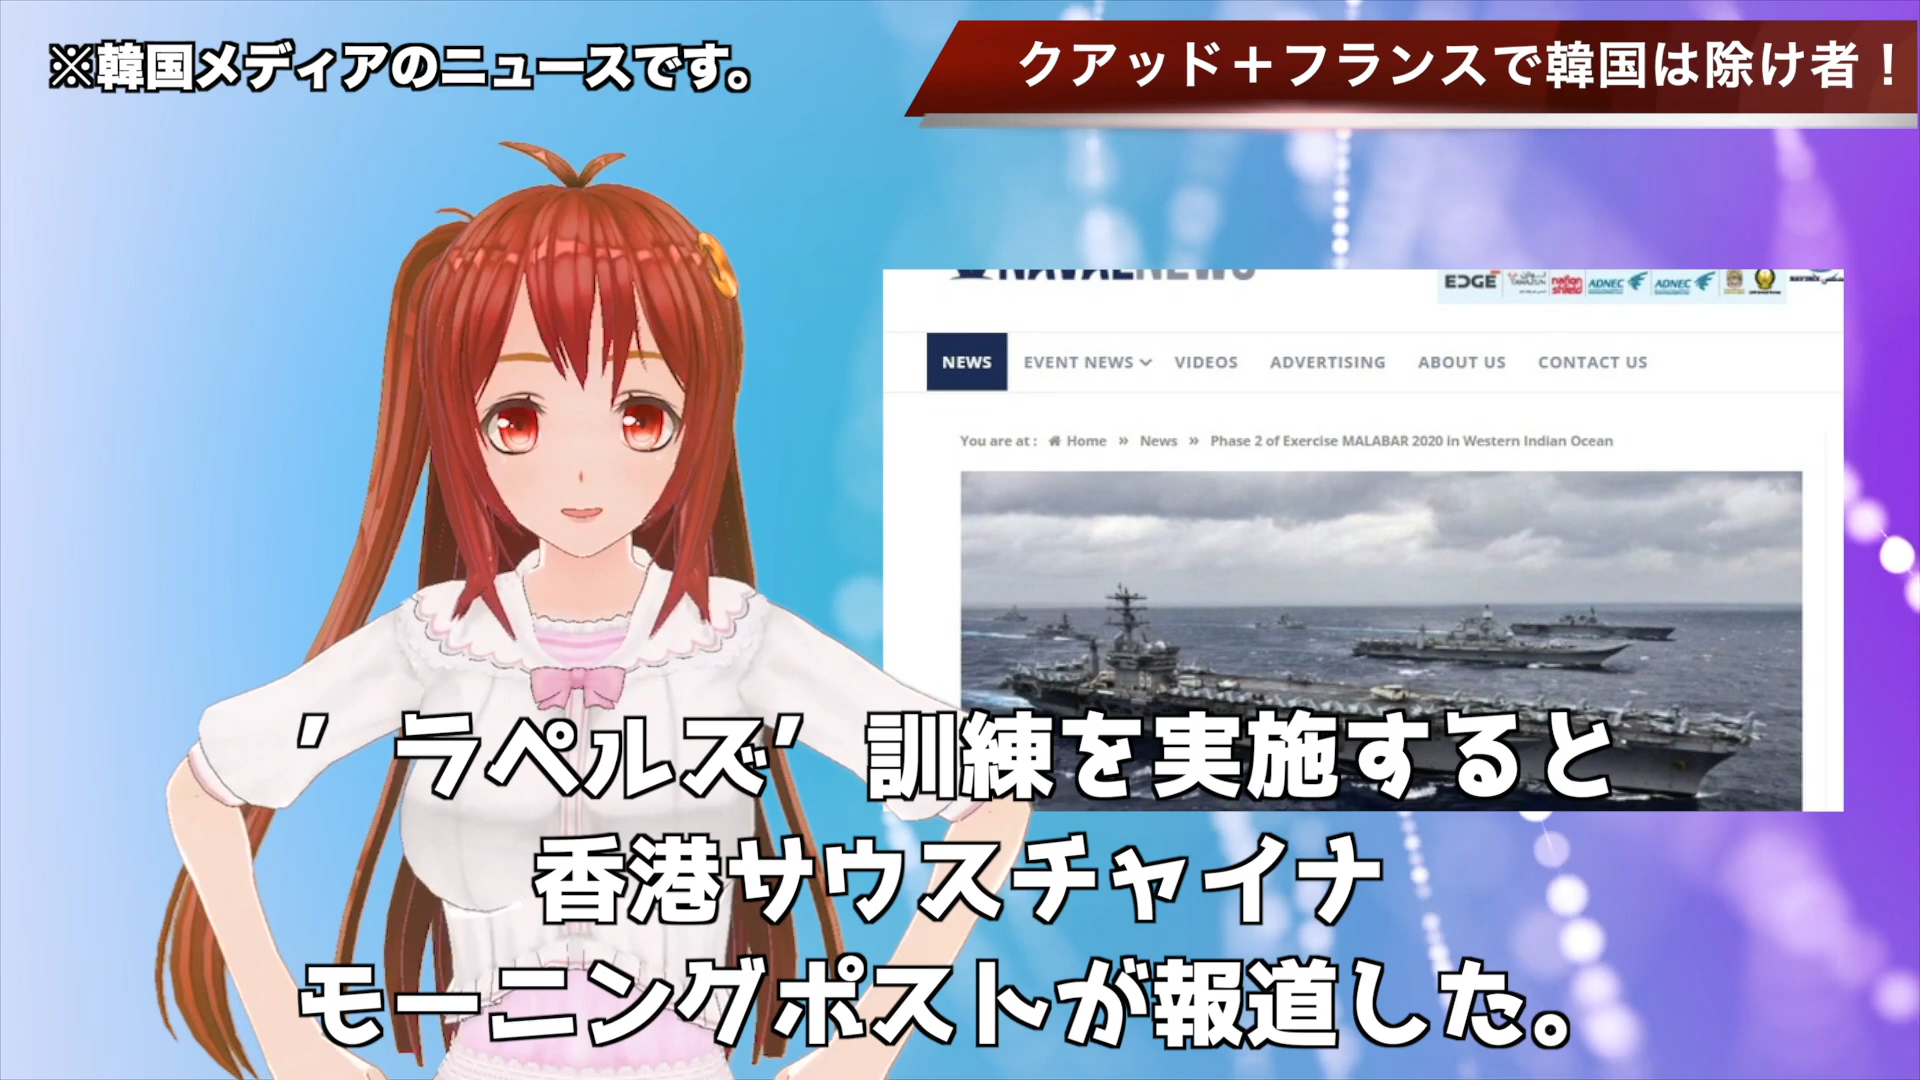 ※韓国メディアのニュースです。
クアッド＋フランスで韓国は除け者！
NAVALNEWS
EDGE
nation shield
ADNEC
ADNEC
NEWS EVENT NEWS VIDEOS ADVERTISING ABOUT US CONTACT US
You are at : Home » News » Phase 2 of Exercise MALABAR 2020 in Western Indian Ocean
’ラペルズ’訓練を実施すると
香港サウスチャイナ
モーニングポストが報道した。